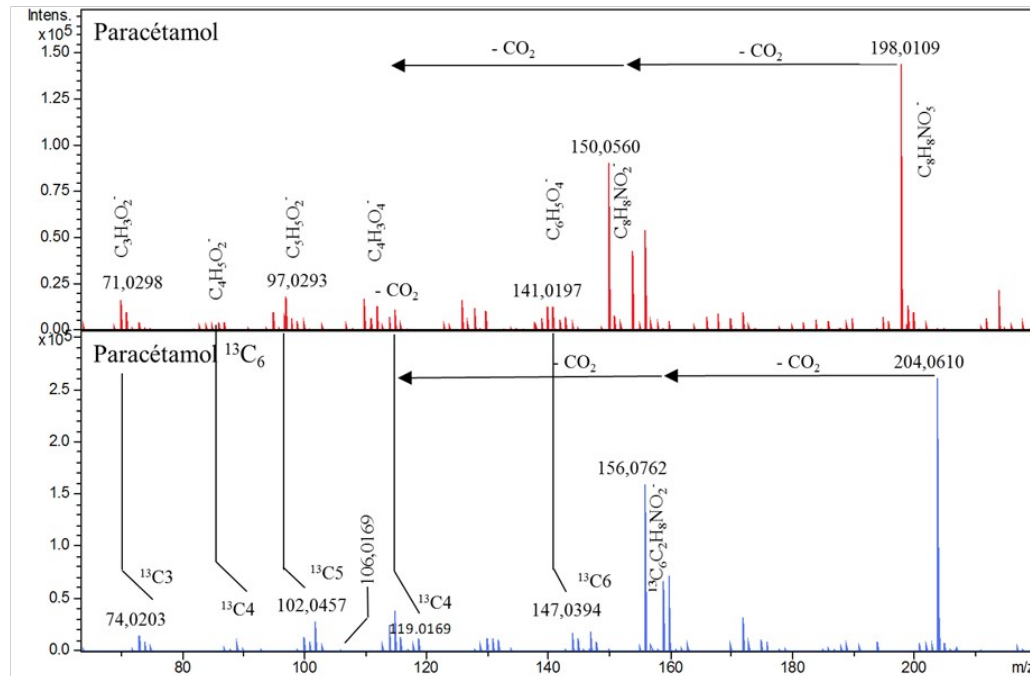 Intens.
x10⁵
Paracétamol
- CO₂
- CO₂
198,0109
1.50
1.25
1.00
0.75
0.50
0.25
0.00
150,0560
C₈H₈NO₅⁻
C₈H₈NO₂⁻
C₆H₅O₄⁻
C₄H₃O₄⁻
C₅H₅O₂⁻
C₄H₅O₂⁻
C₃H₃O₂⁻
71,0298
97,0293
- CO₂
141,0197
x10⁵
Paracétamol ¹³C₆
- CO₂
- CO₂
204,0610
2.5
2.0
1.5
1.0
0.5
0.0
156,0762
¹³C₆C₂H₈NO₂⁻
106,0169
¹³C3
74,0203
¹³C4
¹³C5
102,0457
¹³C4
119.0169
¹³C6
147,0394
80
100
120
140
160
180
200
m/z